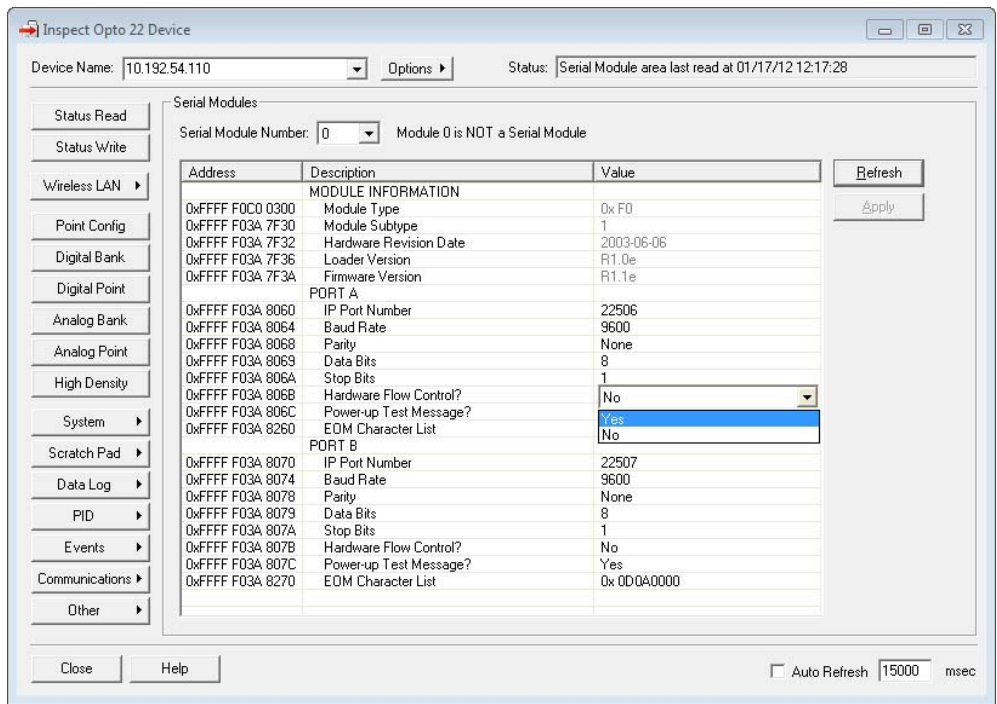 Inspect Opto 22 Device
Device Name: 10.192.54.110 Options Status: Serial Module area last read at 01/17/12 12:17:28
Status Read
Status Write
Wireless LAN
Point Config
Digital Bank
Digital Point
Analog Bank
Analog Point
High Density
System
Scratch Pad
Data Log
PID
Events
Communications
Other
Serial Modules
Serial Module Number: 0 Module 0 is NOT a Serial Module
Address Description Value
MODULE INFORMATION
0xFFFF F0C0 0300 Module Type 0x F0
0xFFFF F03A 7F30 Module Subtype 1
0xFFFF F03A 7F32 Hardware Revision Date 2003-06-06
0xFFFF F03A 7F36 Loader Version R1.0e
0xFFFF F03A 7F3A Firmware Version R1.1e
PORT A
0xFFFF F03A 8060 IP Port Number 22506
0xFFFF F03A 8064 Baud Rate 9600
0xFFFF F03A 8068 Parity None
0xFFFF F03A 8069 Data Bits 8
0xFFFF F03A 806A Stop Bits 1
0xFFFF F03A 806B Hardware Flow Control? No
0xFFFF F03A 806C Power-up Test Message? Yes
0xFFFF F03A 8260 EOM Character List No
PORT B
0xFFFF F03A 8070 IP Port Number 22507
0xFFFF F03A 8074 Baud Rate 9600
0xFFFF F03A 8078 Parity None
0xFFFF F03A 8079 Data Bits 8
0xFFFF F03A 807A Stop Bits 1
0xFFFF F03A 807B Hardware Flow Control? No
0xFFFF F03A 807C Power-up Test Message? Yes
0xFFFF F03A 8270 EOM Character List 0x 0D0A0000
Refresh
Apply
Close Help Auto Refresh 15000 msec